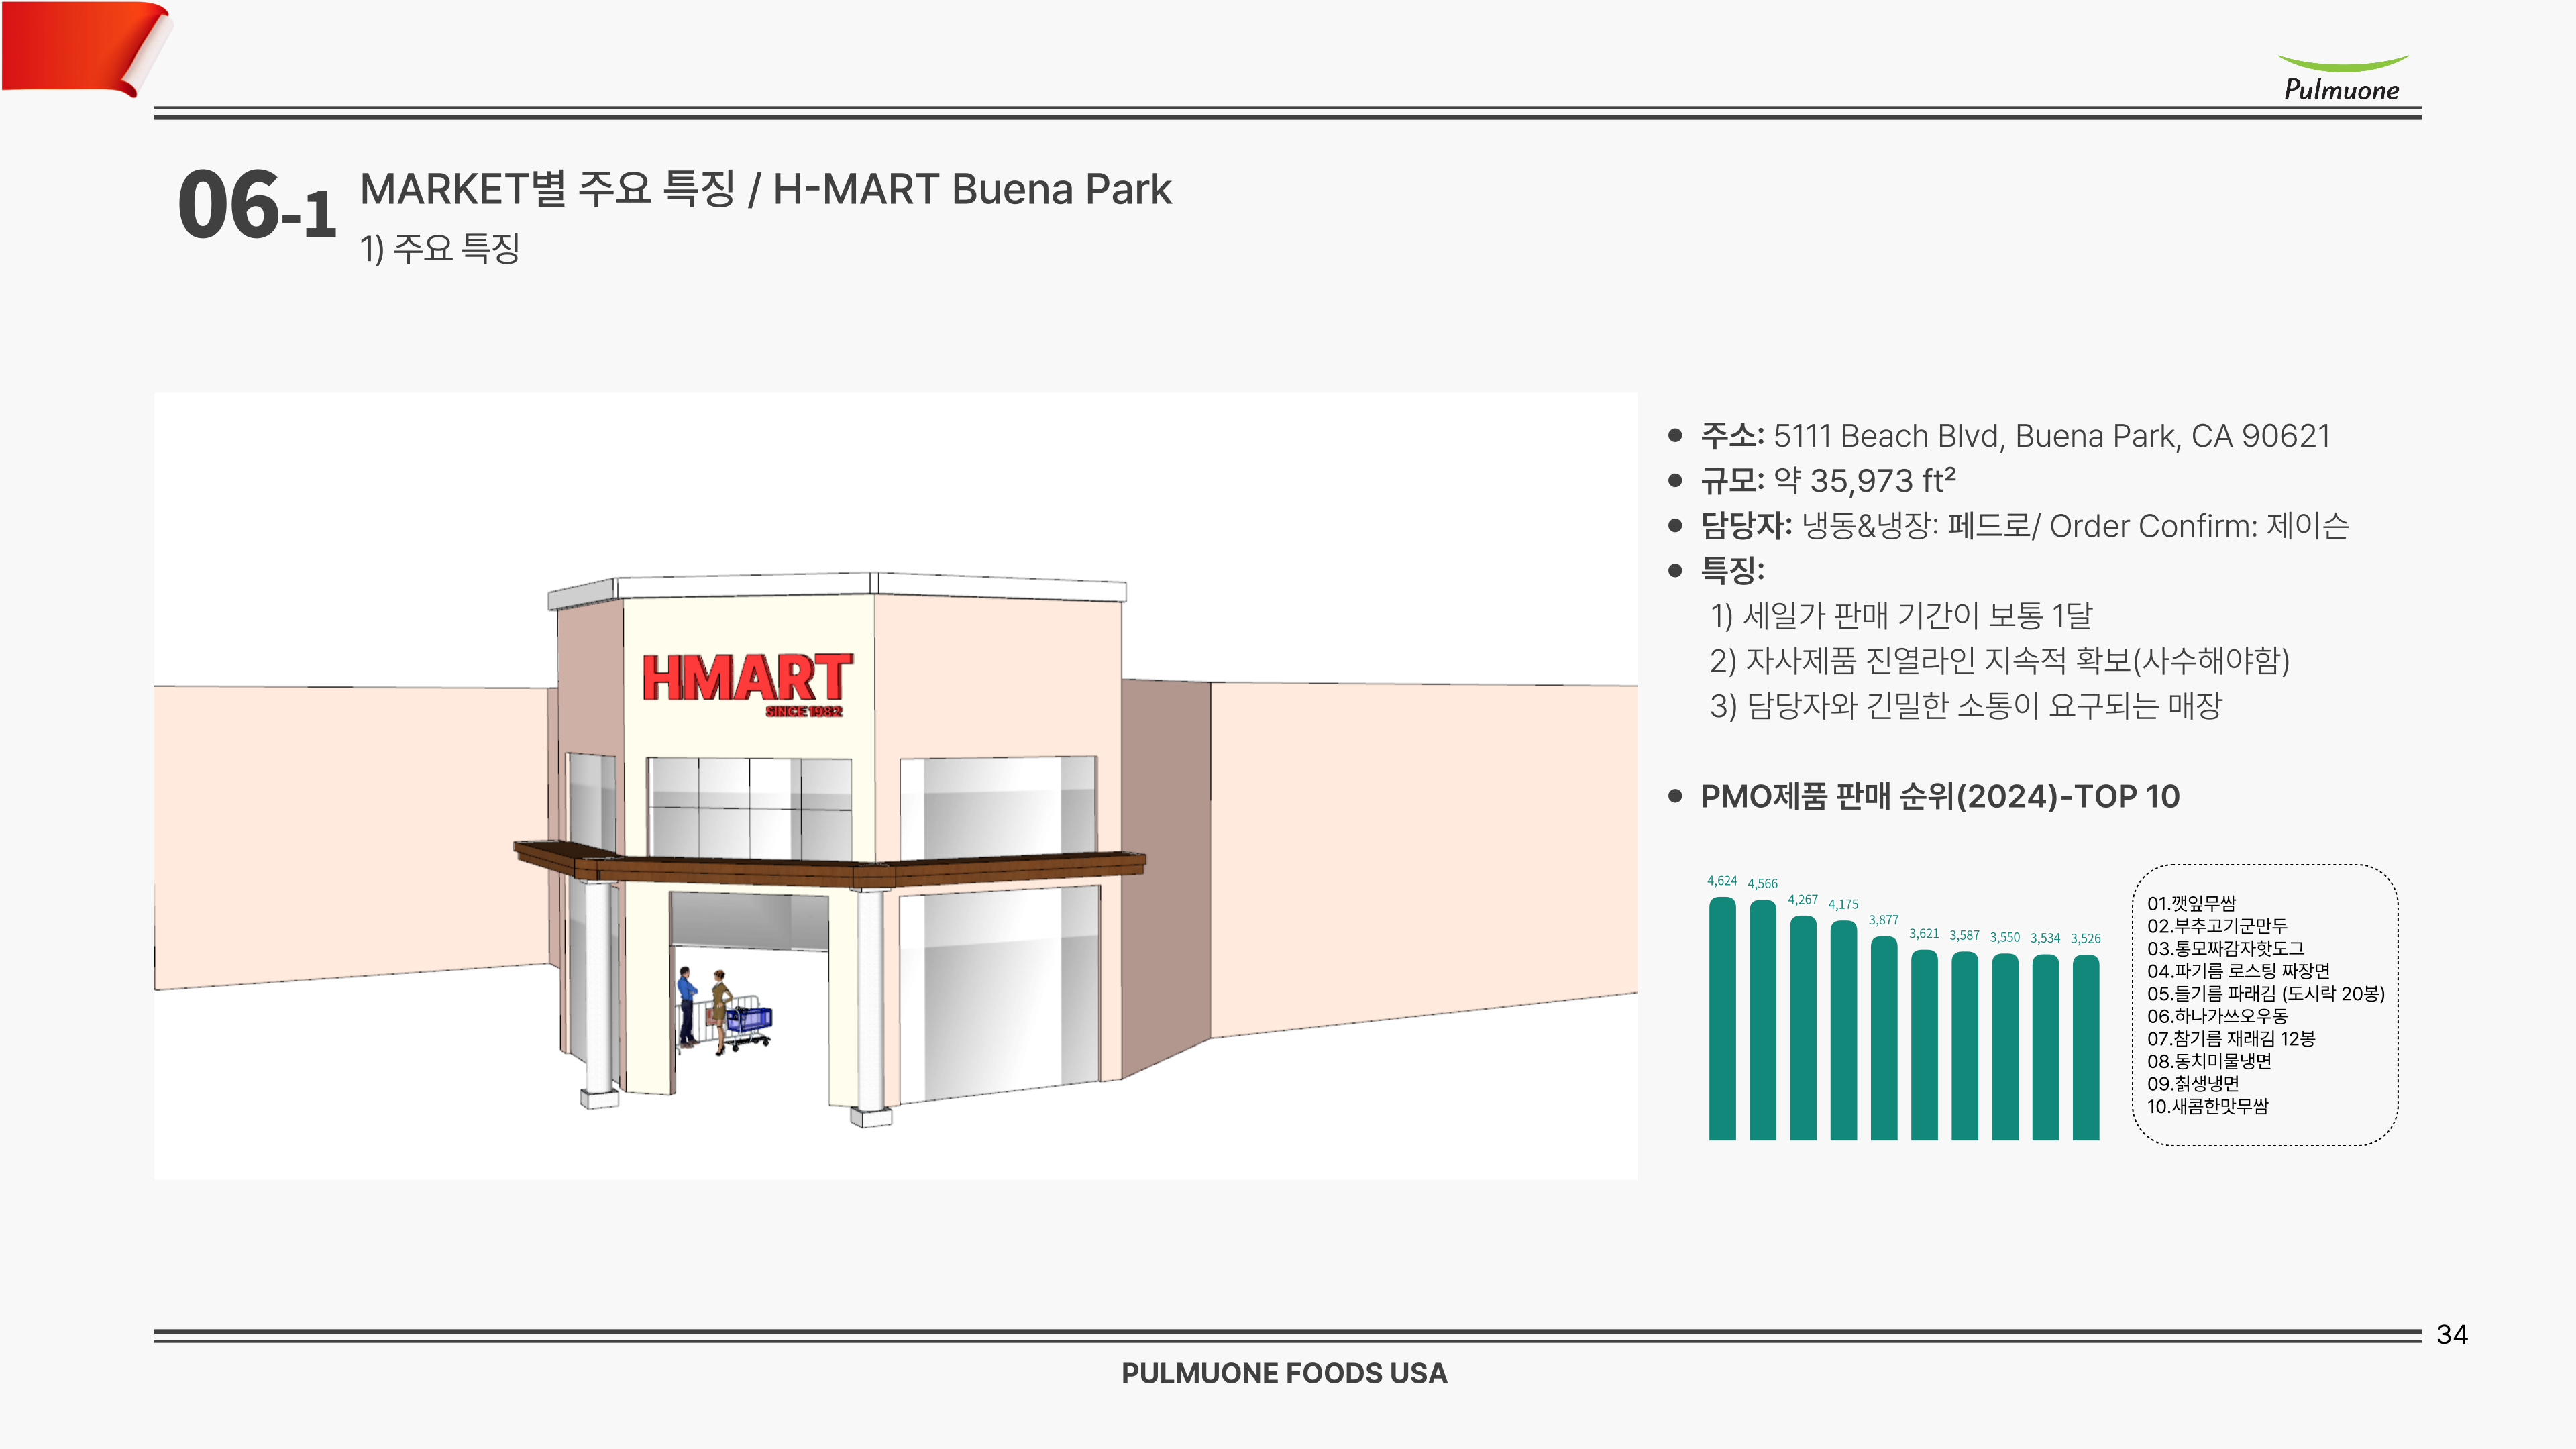 Pulmuone
06-1
MARKET별 주요 특징 / H-MART Buena Park
1) 주요 특징
HMART
SINCE 1982
• 주소: 5111 Beach Blvd, Buena Park, CA 90621
• 규모: 약 35,973 ft²
• 담당자: 냉동&냉장: 페드로/ Order Confirm: 제이슨
• 특징:
1) 세일가 판매 기간이 보통 1달
2) 자사제품 진열라인 지속적 확보(사수해야함)
3) 담당자와 긴밀한 소통이 요구되는 매장
• PMO제품 판매 순위(2024)-TOP 10
4,624 4,566 4,267 4,175 3,877 3,621 3,587 3,550 3,534 3,526
01.깻잎무쌈
02.부추고기군만두
03.통모짜감자핫도그
04.파기름 로스팅 짜장면
05.들기름 파래김 (도시락 20봉)
06.하나가쓰오우동
07.참기름 재래김 12봉
08.동치미물냉면
09.칡생냉면
10.새콤한맛무쌈
34
PULMUONE FOODS USA